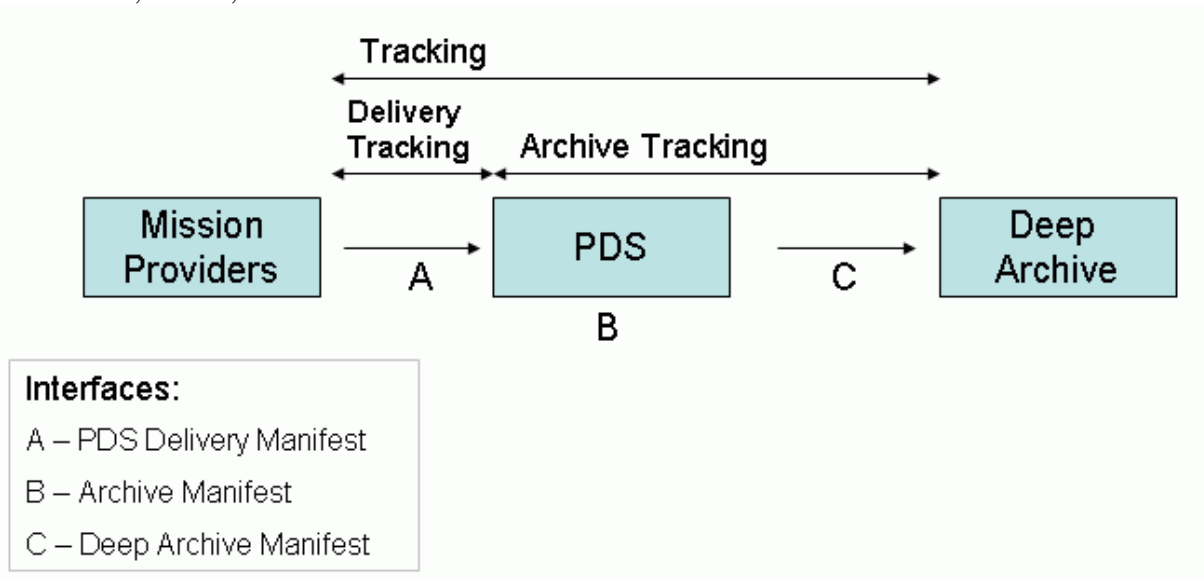 Tracking
Delivery
Tracking
Archive Tracking
Mission
Providers
A
PDS
B
C
Deep
Archive
Interfaces:
A – PDS Delivery Manifest
B – Archive Manifest
C – Deep Archive Manifest